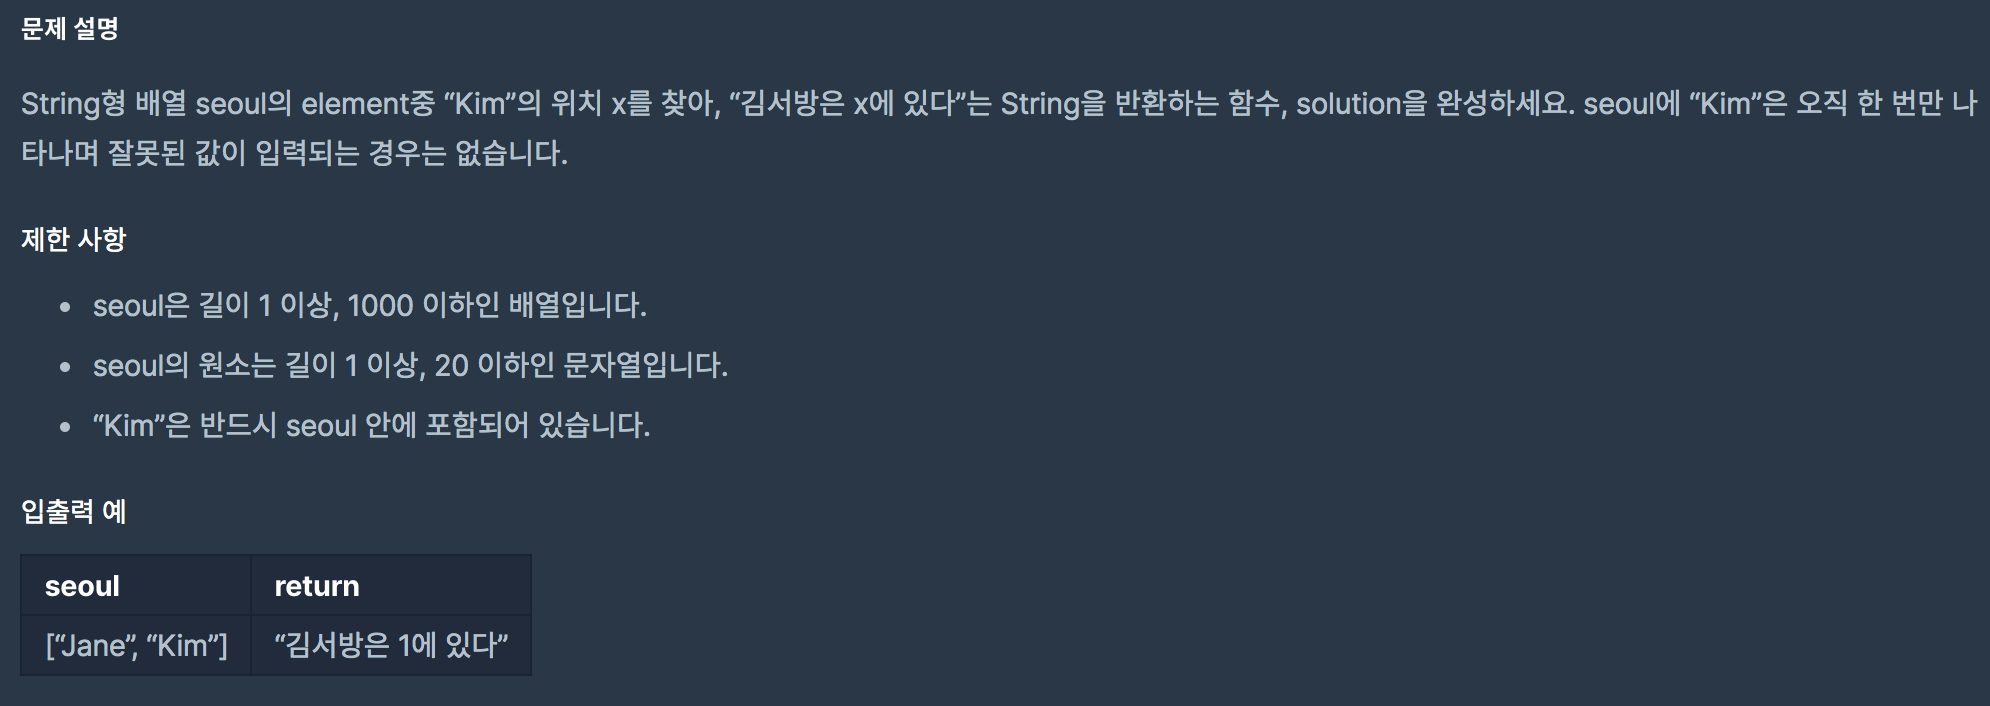 문제 설명
String형 배열 seoul의 element중 “Kim”의 위치 x를 찾아, “김서방은 x에 있다”는 String을 반환하는 함수, solution을 완성하세요. seoul에 “Kim”은 오직 한 번만 나
타나며 잘못된 값이 입력되는 경우는 없습니다.
제한 사항
• seoul은 길이 1 이상, 1000 이하인 배열입니다.
• seoul의 원소는 길이 1 이상, 20 이하인 문자열입니다.
• “Kim”은 반드시 seoul 안에 포함되어 있습니다.
입출력 예
seoul return
[“Jane”, “Kim”] “김서방은 1에 있다”